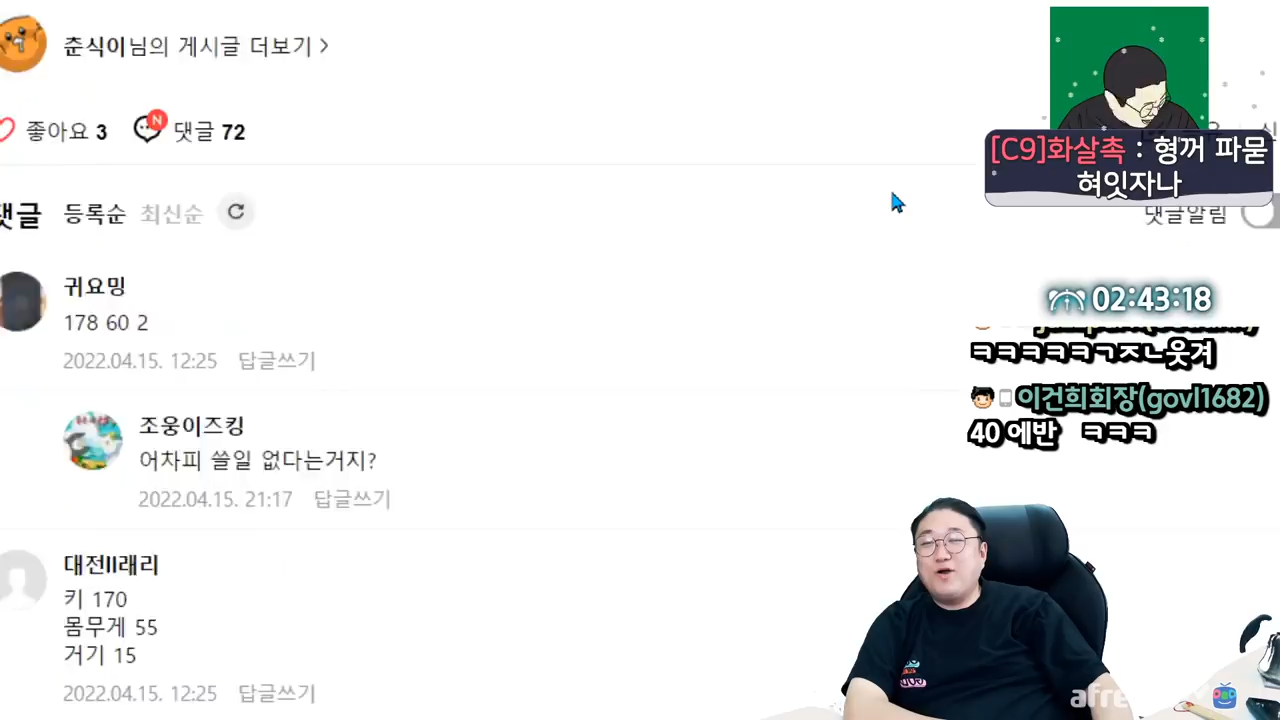 춘식이님의 게시글 더보기 >
좋아요 3 댓글 72
N
[C9]화살촉 : 형꺼 파묻
혀잇자나
댓글 등록순 최신순
댓글알림
귀요밍
178 60 2
2022.04.15. 12:25 답글쓰기
02:43:18
ㅋㅋㅋㅋㅋㄱㅈㄴ웃겨
이건희회장(govl1682)
40 에반 ㅋㅋㅋ
조웅이즈킹
어차피 쓸일 없다는거지?
2022.04.15. 21:17 답글쓰기
대전II래리
키 170
몸무게 55
거기 15
2022.04.15. 12:25 답글쓰기